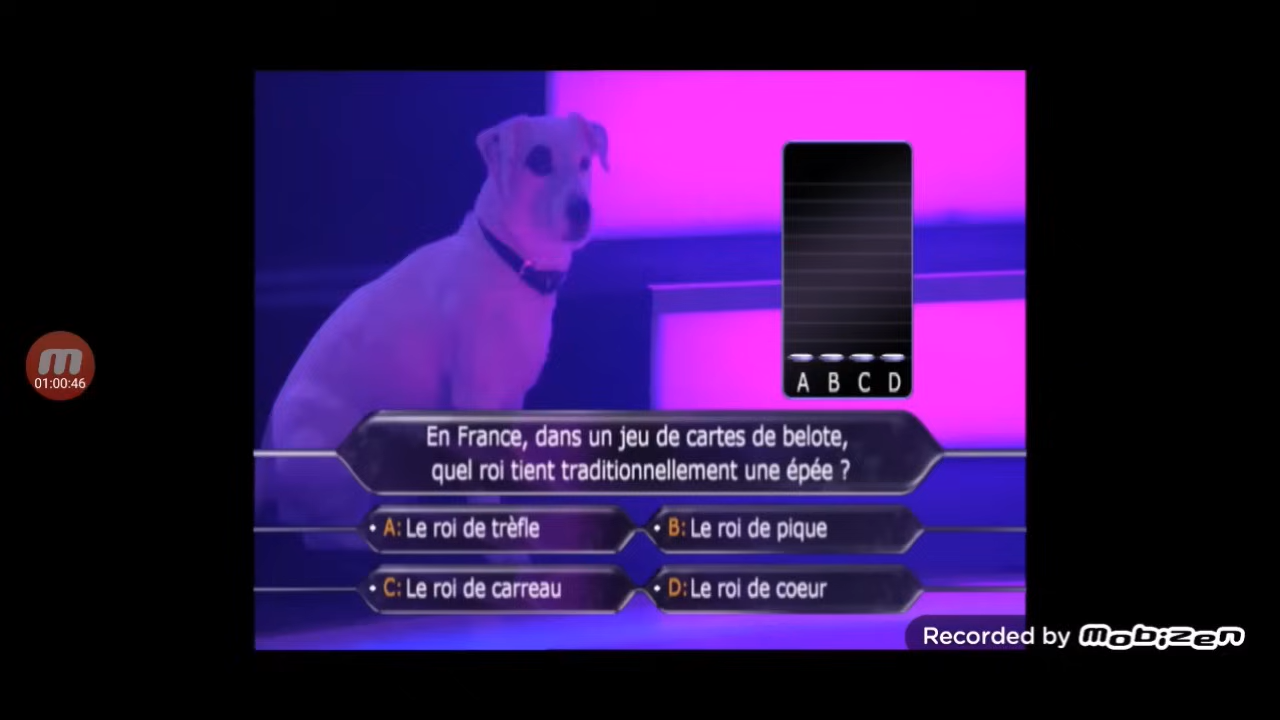 A B C D
En France, dans un jeu de cartes de belote,
quel roi tient traditionnellement une épée ?
A: Le roi de trèfle
B: Le roi de pique
C: Le roi de carreau
D: Le roi de coeur
m
01:00:46
Recorded by mobizen